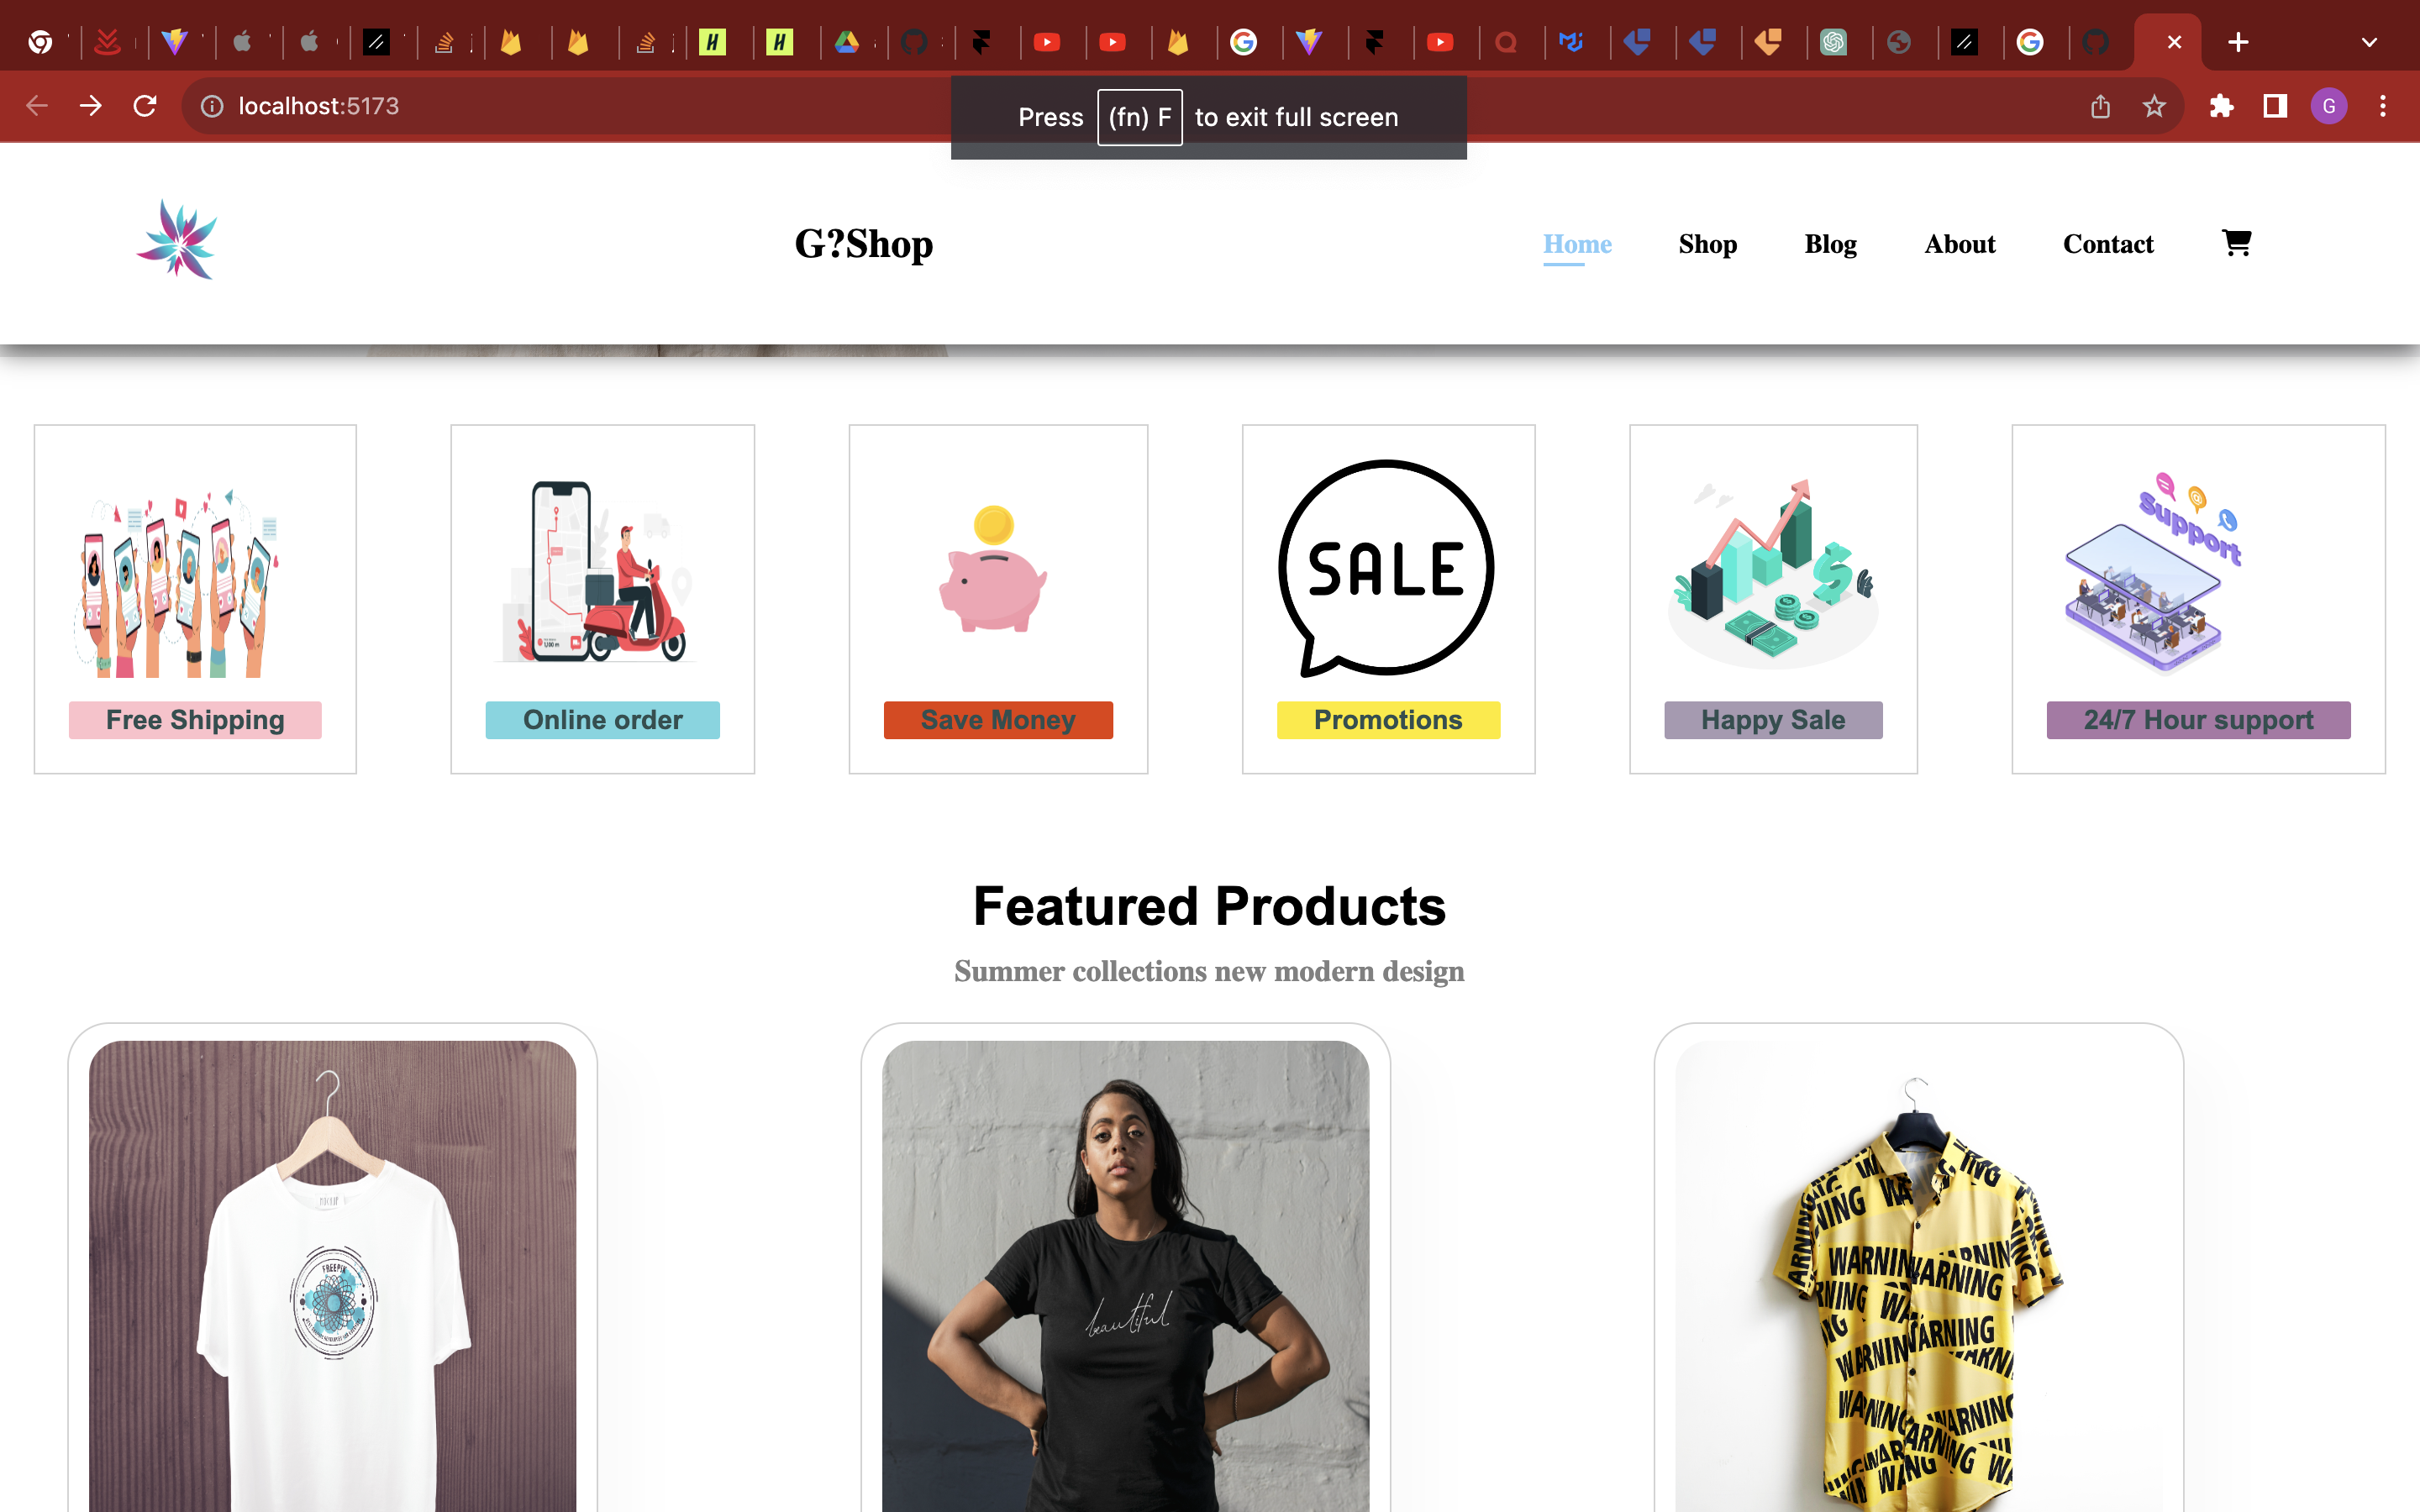 localhost:5173
Press (fn) F to exit full screen
G?Shop
Home Shop Blog About Contact
Support
SALE
Free Shipping
Online order
Save Money
Promotions
Happy Sale
24/7 Hour support
Featured Products
Summer collections new modern design
FREEPIK
beautiful
WARNING
WARNING
WARNING